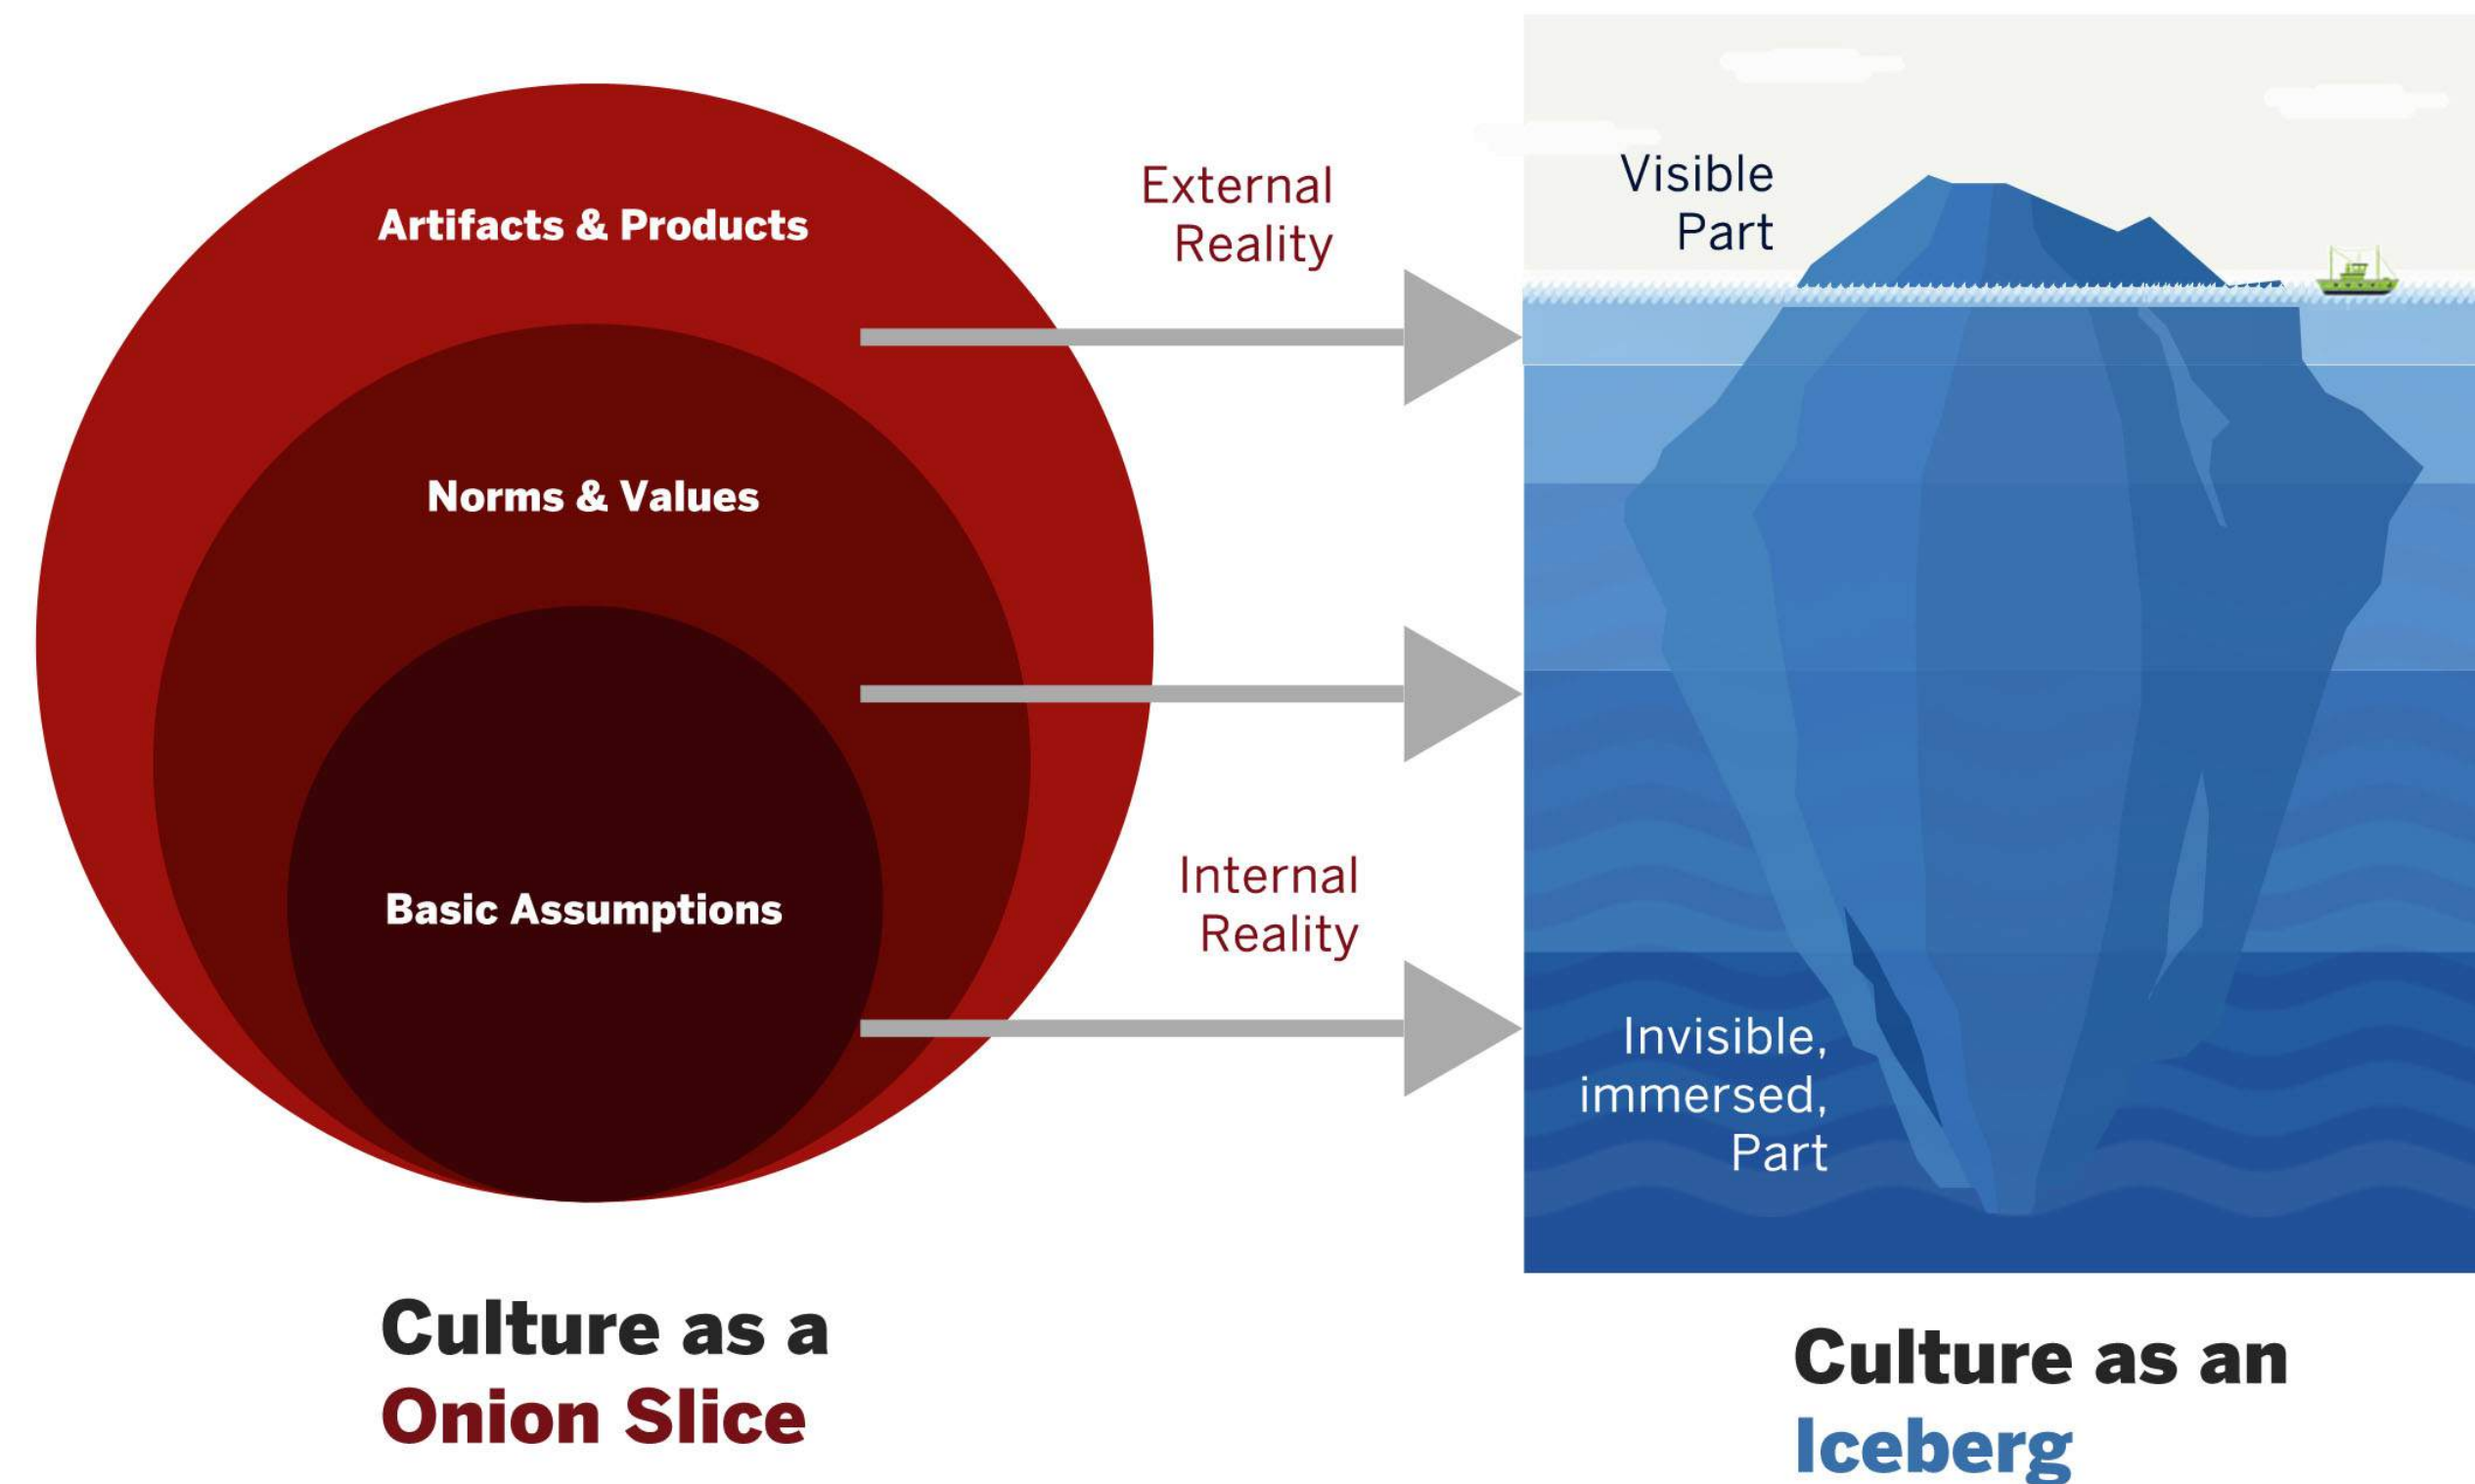 Artifacts & Products
Norms & Values
Basic Assumptions
External
Reality
Internal
Reality
Visible
Part
Invisible,
immersed,
Part
Culture as a
Onion Slice
Culture as an
Iceberg